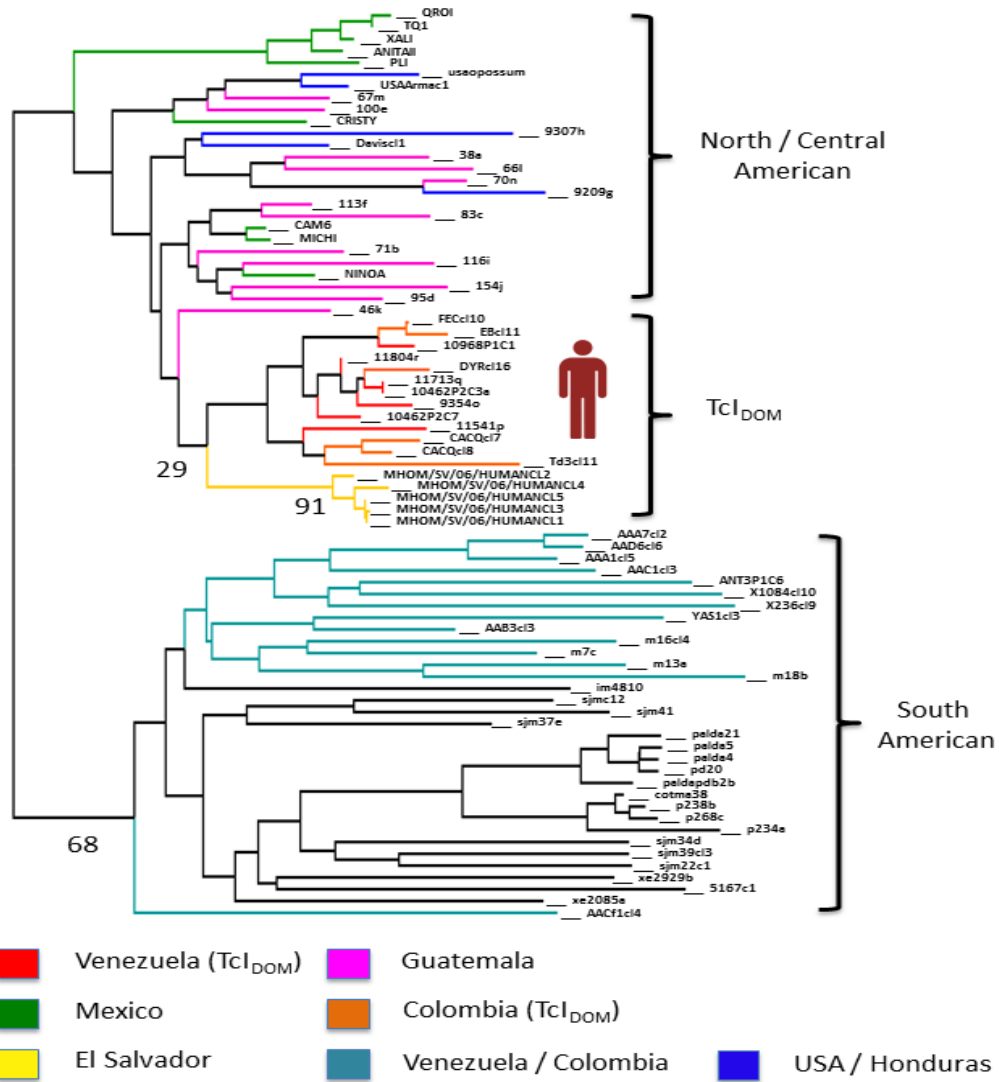 QROI
TQ1
XALI
ANITAII
PLI
usaopossum
USAArmac1
67m
100e
CRISTY
9307h
Daviscl1
38a
66l
70n
9209g
North / Central
American
113f
83c
CAM6
MICHI
71b
116i
NINOA
154j
95d
46k
FECcl10
EBcl11
10968P1C1
11804r
DYRcl16
11713q
10462P2C3a
9354o
10462P2C7
11541p
CACQcl7
CACQcl8
Td3cl11
TcI_DOM
29
MHOM/SV/06/HUMANCL2
MHOM/SV/06/HUMANCL4
91
MHOM/SV/06/HUMANCL5
MHOM/SV/06/HUMANCL3
MHOM/SV/06/HUMANCL1
AAA7cl2
AAD6cl6
AAA1cl5
AAC1cl3
ANT3P1C6
X1084cl10
X236cl9
YAS1cl3
AAB3cl3
m16cl4
m7c
m13a
m18b
im4810
sjmc12
sjm41
sjm37e
South
American
palda21
palda5
palda4
pd20
paldapdb2b
cotma38
p238b
p268c
p234a
68
sjm34d
sjm39cl3
sjm22c1
xe2929b
5167c1
xe2085a
AACf1cl4
Venezuela (TcI_DOM)
Guatemala
Mexico
Colombia (TcI_DOM)
El Salvador
Venezuela / Colombia
USA / Honduras